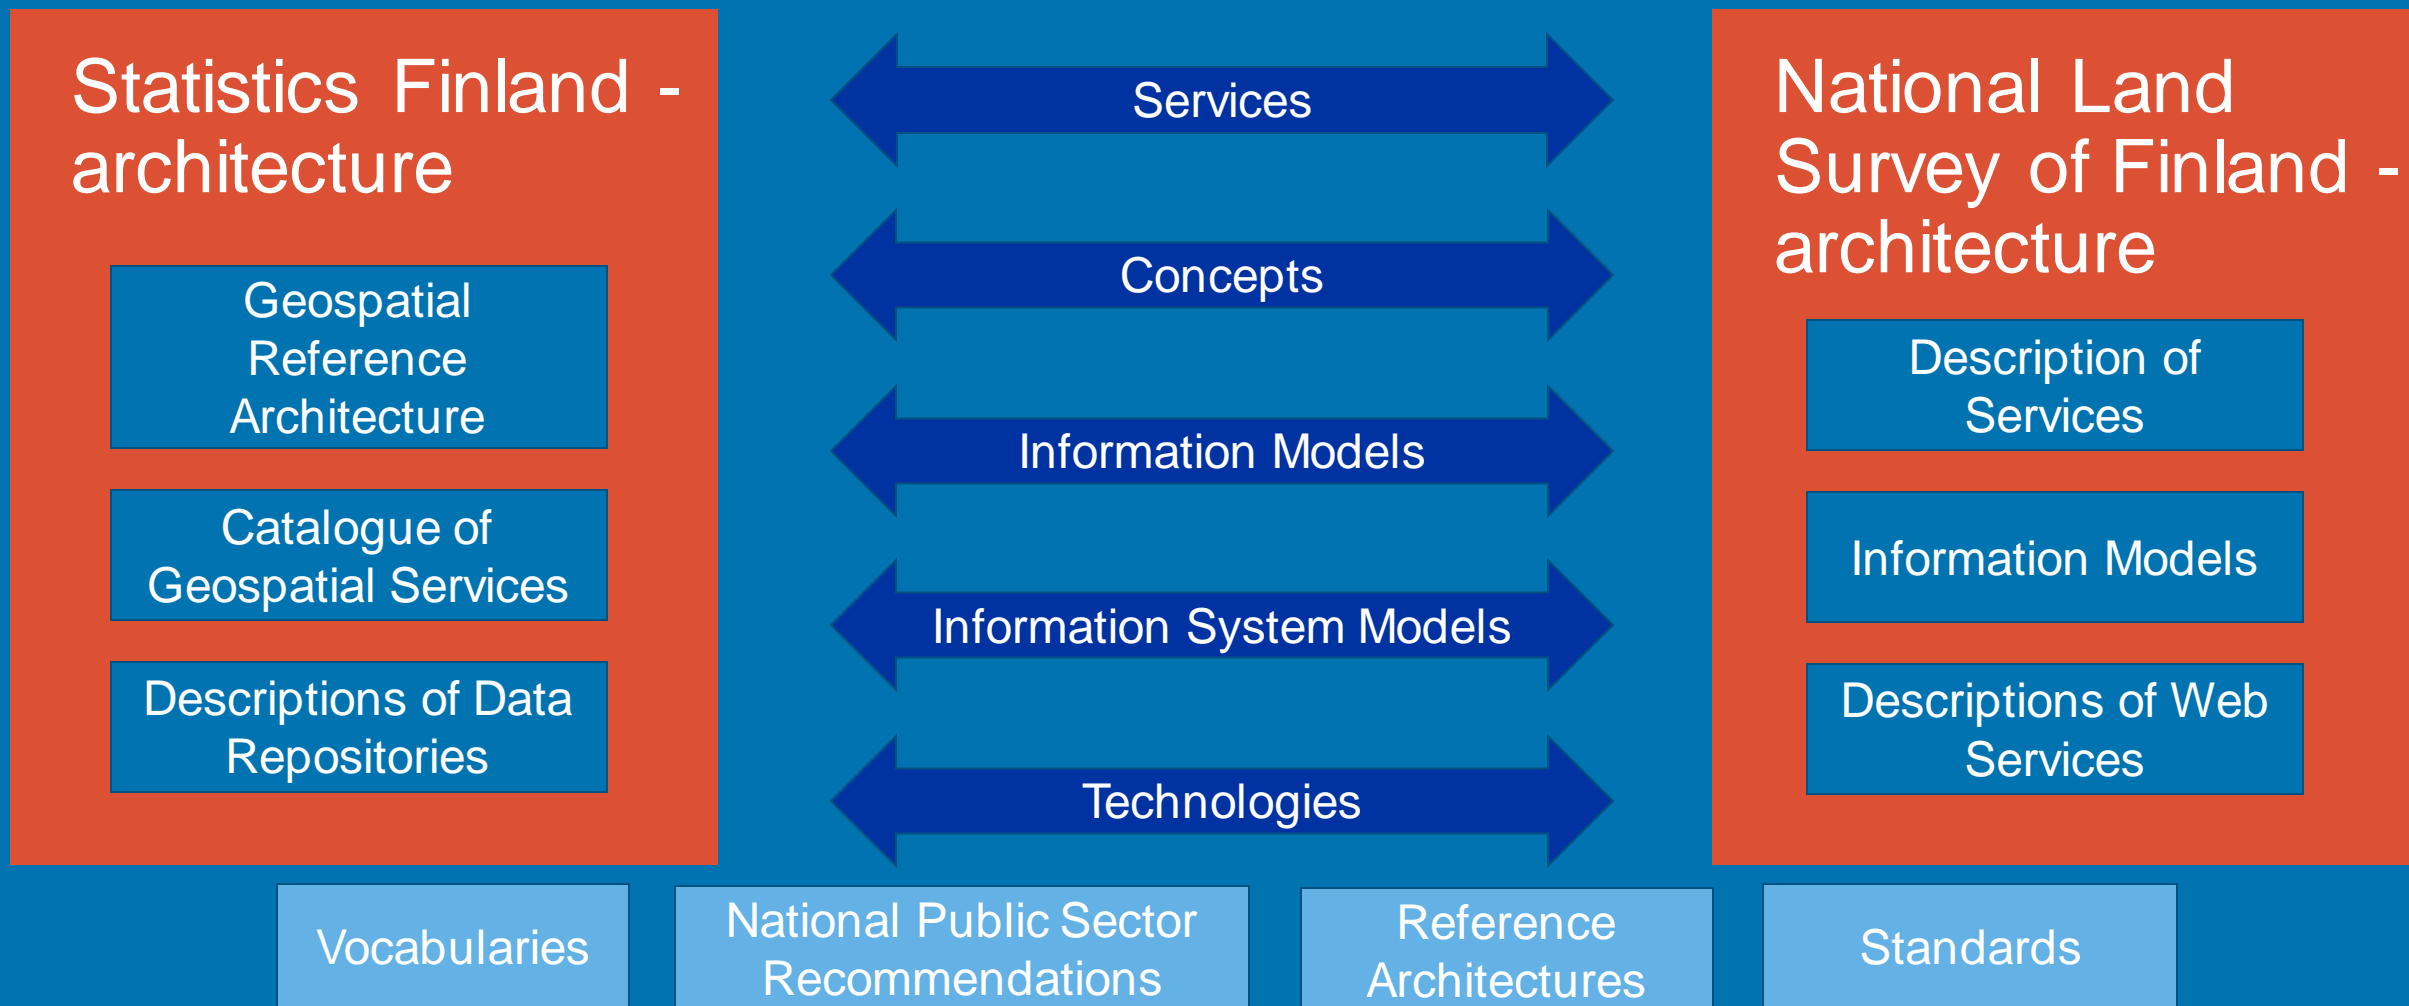 Statistics Finland -
architecture
Geospatial
Reference
Architecture
Catalogue of
Geospatial Services
Descriptions of Data
Repositories
Services
Concepts
Information Models
Information System Models
Technologies
National Land
Survey of Finland -
architecture
Description of
Services
Information Models
Descriptions of Web
Services
Vocabularies
National Public Sector
Recommendations
Reference
Architectures
Standards